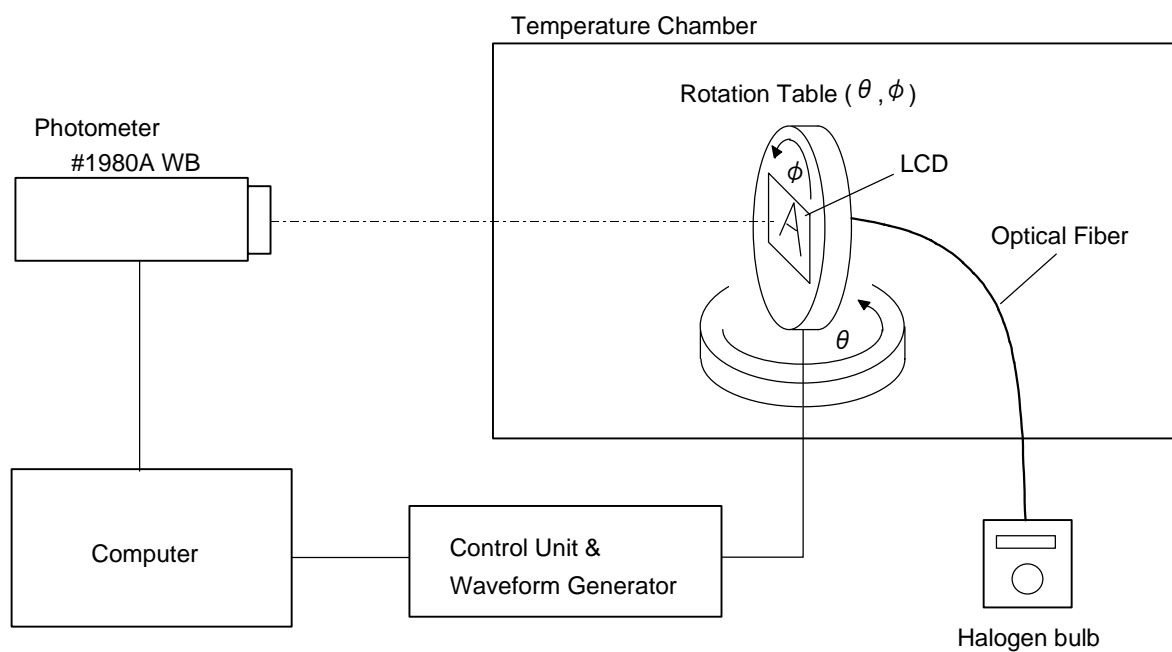 Temperature Chamber
Rotation Table ( θ , φ )
Photometer
#1980A WB
φ
LCD
A
Optical Fiber
θ
Computer
Control Unit &
Waveform Generator
Halogen bulb